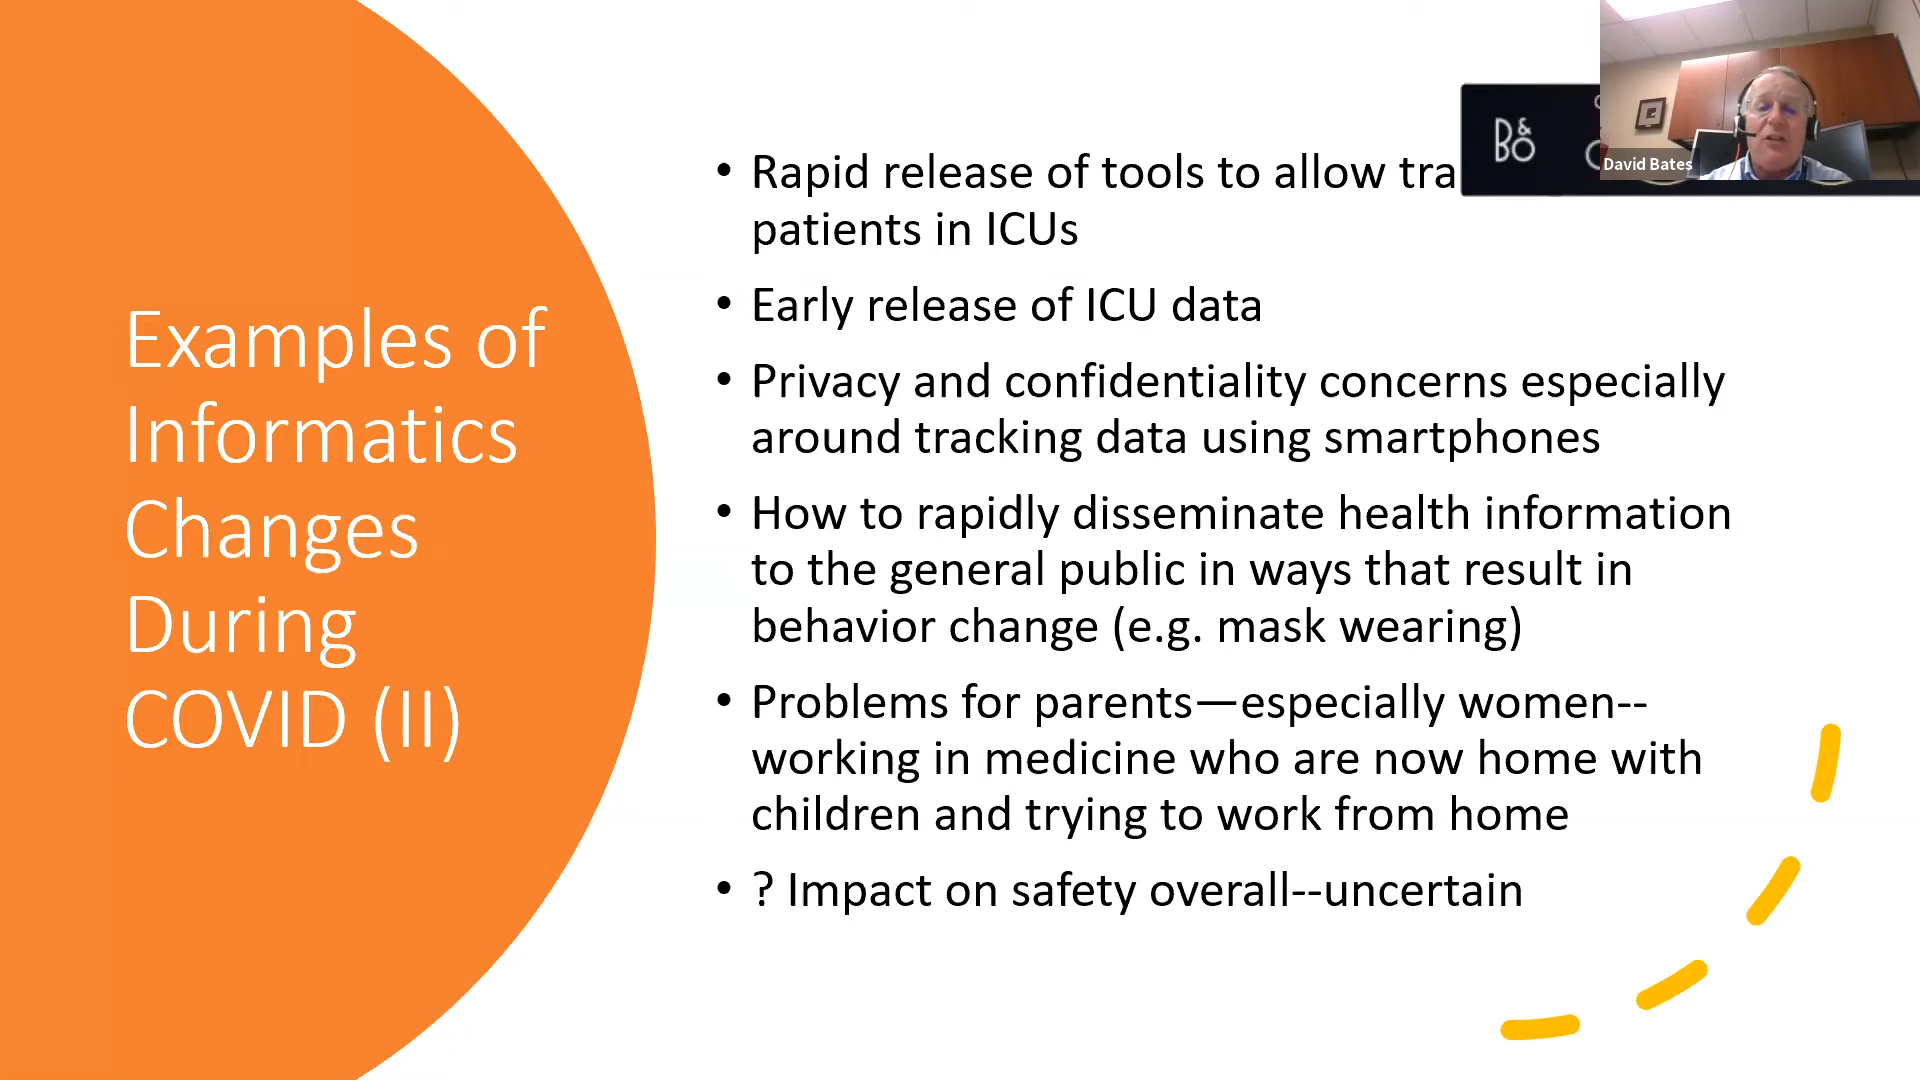 Examples of
Informatics
Changes
During
COVID (II)
• Rapid release of tools to allow
patients in ICUs
• Early release of ICU data
• Privacy and confidentiality concerns especially
around tracking data using smartphones
• How to rapidly disseminate health information
to the general public in ways that result in
behavior change (e.g. mask wearing)
• Problems for parents—especially women--
working in medicine who are now home with
children and trying to work from home
• ? Impact on safety overall--uncertain
B&O
David Bates